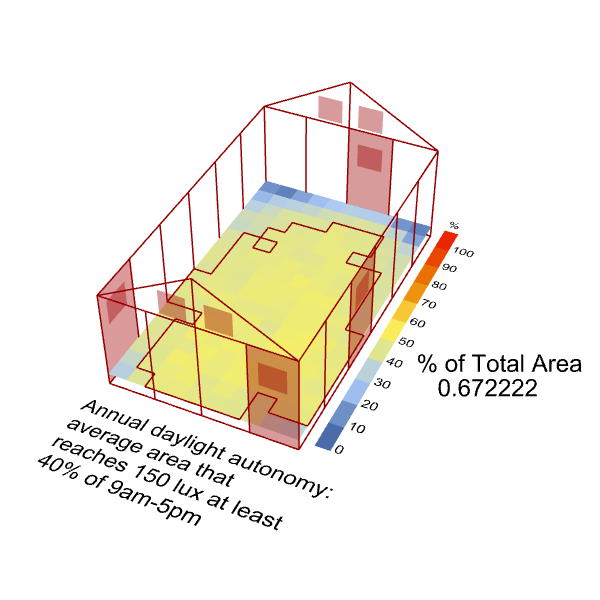 %
100
90
80
70
60
50
40
30
20
10
0
% of Total Area
0.672222
Annual daylight autonomy:
average area that
reaches 150 lux at least
40% of 9am-5pm